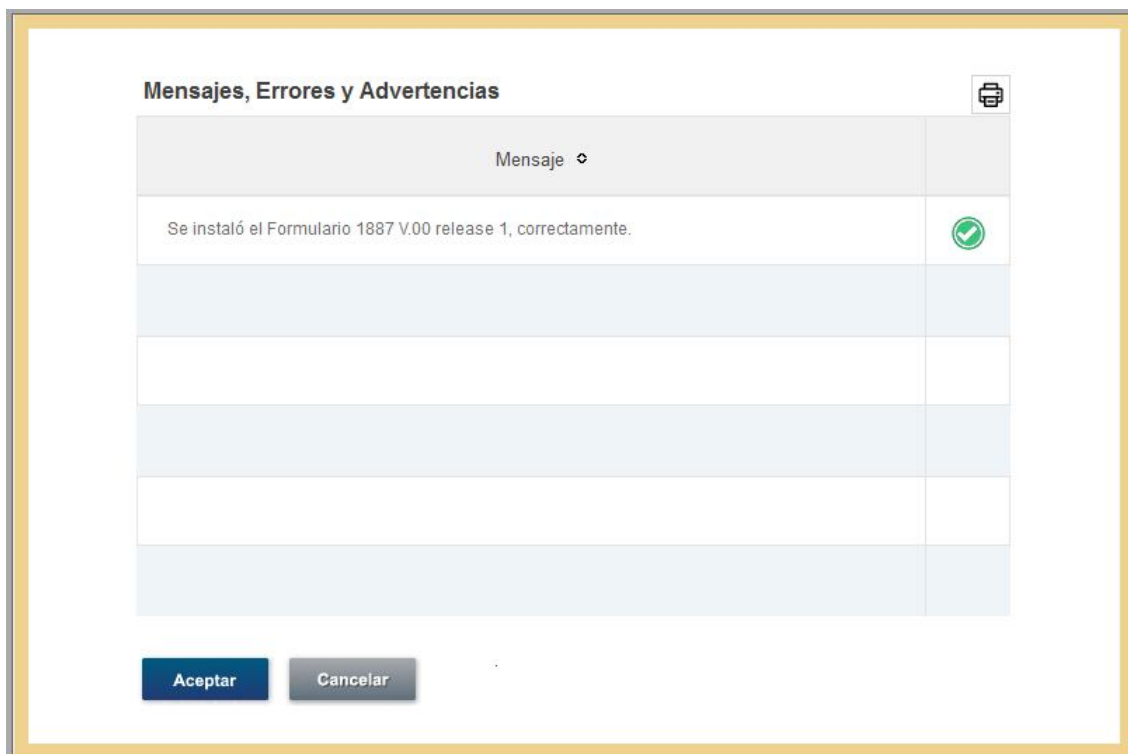 Mensajes, Errores y Advertencias
Mensaje
Se instaló el Formulario 1887 V.00 release 1, correctamente.
Aceptar
Cancelar